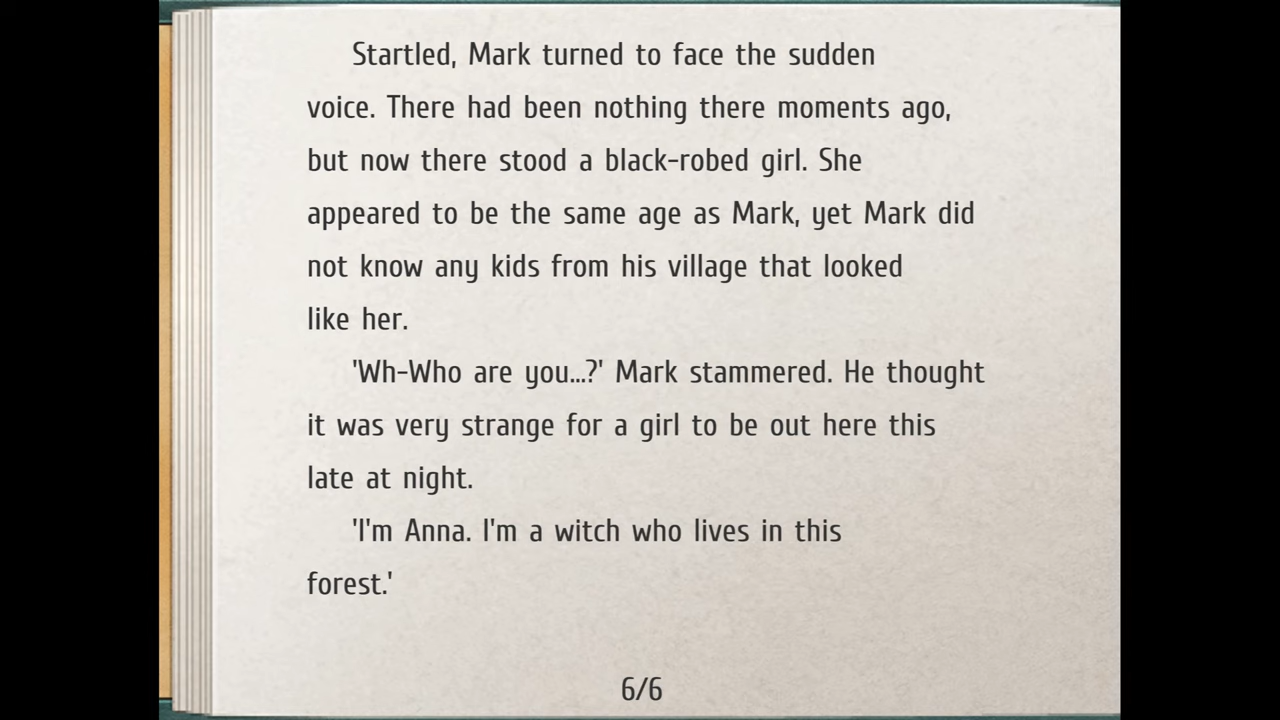 Startled, Mark turned to face the sudden
voice. There had been nothing there moments ago,
but now there stood a black-robed girl. She
appeared to be the same age as Mark, yet Mark did
not know any kids from his village that looked
like her.
'Wh-Who are you...?' Mark stammered. He thought
it was very strange for a girl to be out here this
late at night.
'I'm Anna. I'm a witch who lives in this
forest.'
6/6